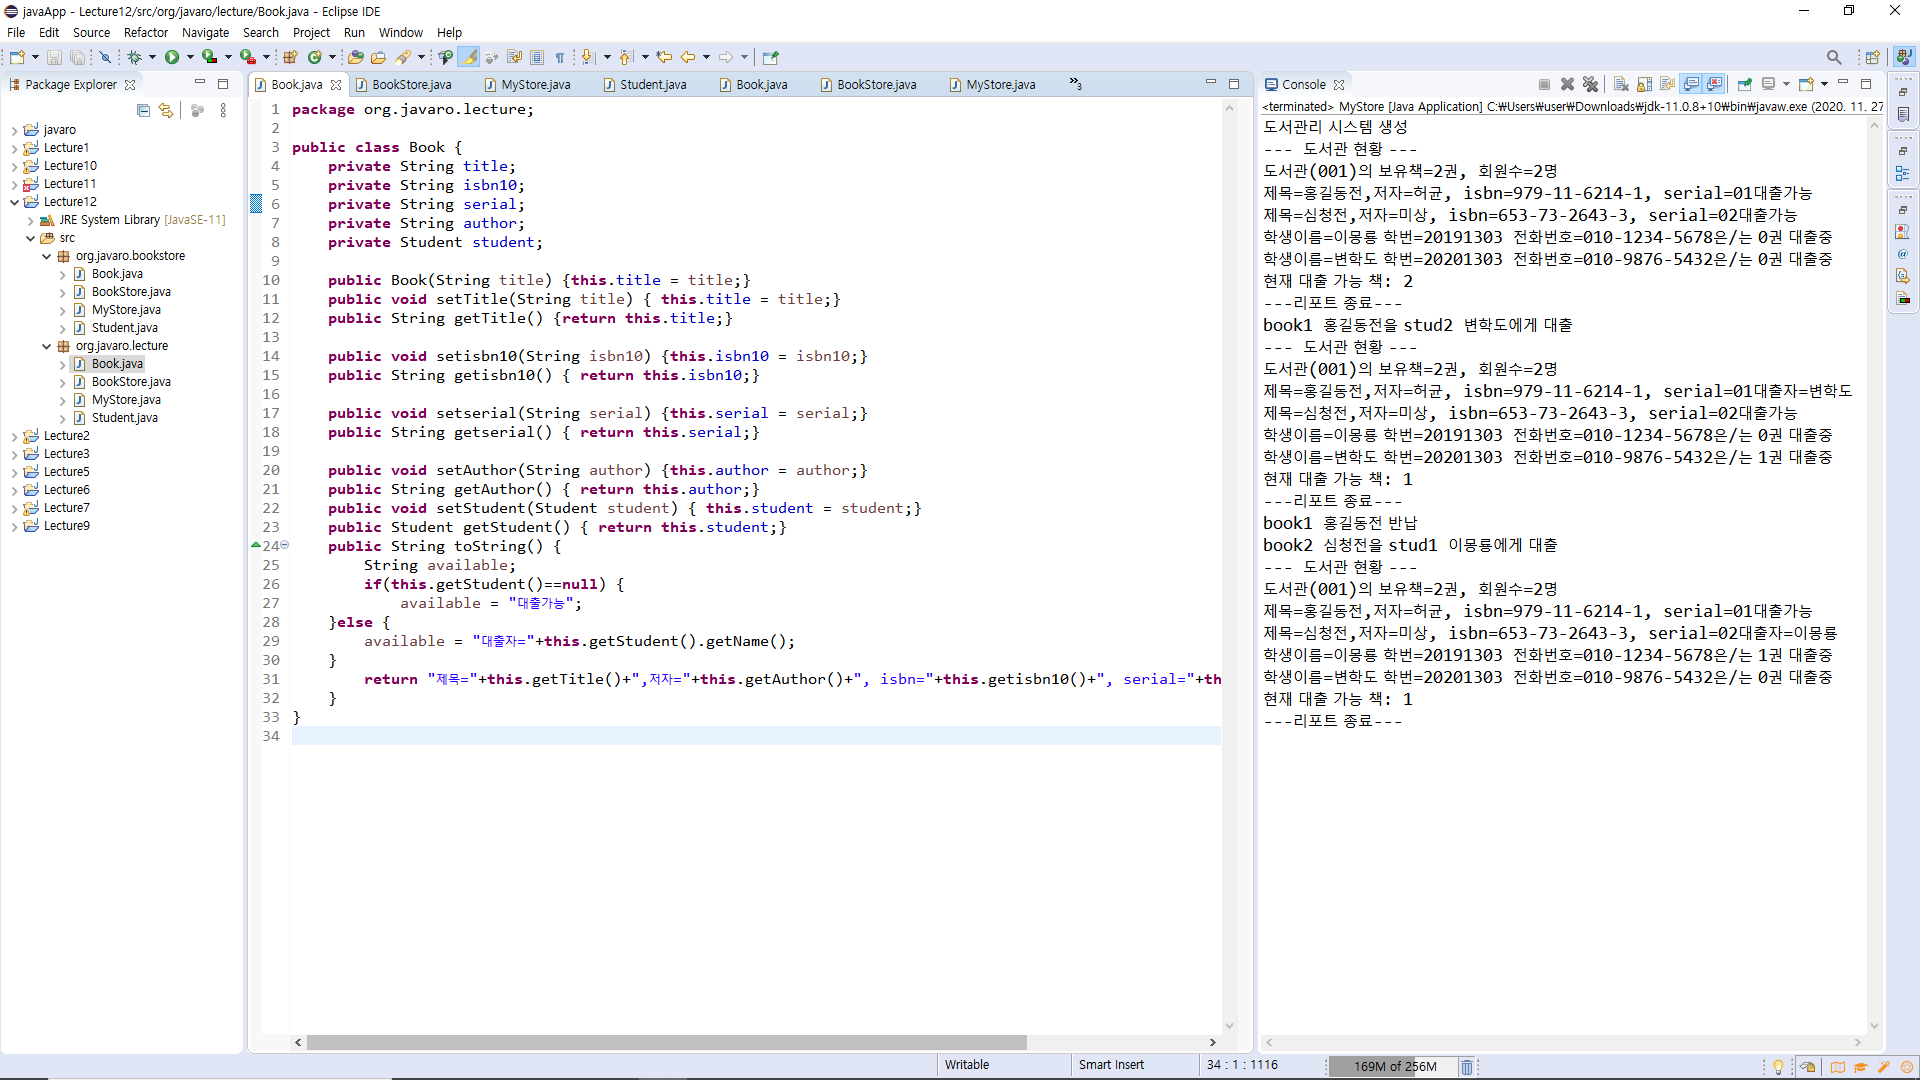 javaApp - Lecture12/src/org/javaro/lecture/Book.java - Eclipse IDE
File Edit Source Refactor Navigate Search Project Run Window Help
Package Explorer
javaro
Lecture1
Lecture10
Lecture11
Lecture12
JRE System Library [JavaSE-11]
src
org.javaro.bookstore
Book.java
BookStore.java
MyStore.java
Student.java
org.javaro.lecture
Book.java
BookStore.java
MyStore.java
Student.java
Lecture2
Lecture3
Lecture5
Lecture6
Lecture7
Lecture9
Book.java BookStore.java MyStore.java Student.java Book.java BookStore.java MyStore.java »3
1 package org.javaro.lecture;
2
3 public class Book {
4 private String title;
5 private String isbn10;
6 private String serial;
7 private String author;
8 private Student student;
9
10 public Book(String title) {this.title = title;}
11 public void setTitle(String title) { this.title = title;}
12 public String getTitle() {return this.title;}
13
14 public void setisbn10(String isbn10) {this.isbn10 = isbn10;}
15 public String getisbn10() { return this.isbn10;}
16
17 public void setserial(String serial) {this.serial = serial;}
18 public String getserial() { return this.serial;}
19
20 public void setAuthor(String author) {this.author = author;}
21 public String getAuthor() { return this.author;}
22 public void setStudent(Student student) { this.student = student;}
23 public Student getStudent() { return this.student;}
24 public String toString() {
25 String available;
26 if(this.getStudent()==null) {
27 available = "대출가능";
28 }else {
29 available = "대출자="+this.getStudent().getName();
30 }
31 return "제목="+this.getTitle()+",저자="+this.getAuthor()+", isbn="+this.getisbn10()+", serial="+th
32 }
33 }
34
Console
<terminated> MyStore [Java Application] C:₩Users₩user₩Downloads₩jdk-11.0.8+10₩bin₩javaw.exe (2020. 11. 27
도서관리 시스템 생성
--- 도서관 현황 ---
도서관(001)의 보유책=2권, 회원수=2명
제목=홍길동전,저자=허균, isbn=979-11-6214-1, serial=01대출가능
제목=심청전,저자=미상, isbn=653-73-2643-3, serial=02대출가능
학생이름=이몽룡 학번=20191303 전화번호=010-1234-5678은/는 0권 대출중
학생이름=변학도 학번=20201303 전화번호=010-9876-5432은/는 0권 대출중
현재 대출 가능 책: 2
---리포트 종료---
book1 홍길동전을 stud2 변학도에게 대출
--- 도서관 현황 ---
도서관(001)의 보유책=2권, 회원수=2명
제목=홍길동전,저자=허균, isbn=979-11-6214-1, serial=01대출자=변학도
제목=심청전,저자=미상, isbn=653-73-2643-3, serial=02대출가능
학생이름=이몽룡 학번=20191303 전화번호=010-1234-5678은/는 0권 대출중
학생이름=변학도 학번=20201303 전화번호=010-9876-5432은/는 1권 대출중
현재 대출 가능 책: 1
---리포트 종료---
book1 홍길동전 반납
book2 심청전을 stud1 이몽룡에게 대출
--- 도서관 현황 ---
도서관(001)의 보유책=2권, 회원수=2명
제목=홍길동전,저자=허균, isbn=979-11-6214-1, serial=01대출가능
제목=심청전,저자=미상, isbn=653-73-2643-3, serial=02대출자=이몽룡
학생이름=이몽룡 학번=20191303 전화번호=010-1234-5678은/는 1권 대출중
학생이름=변학도 학번=20201303 전화번호=010-9876-5432은/는 0권 대출중
현재 대출 가능 책: 1
---리포트 종료---
Writable Smart Insert 34 : 1 : 1116 169M of 256M